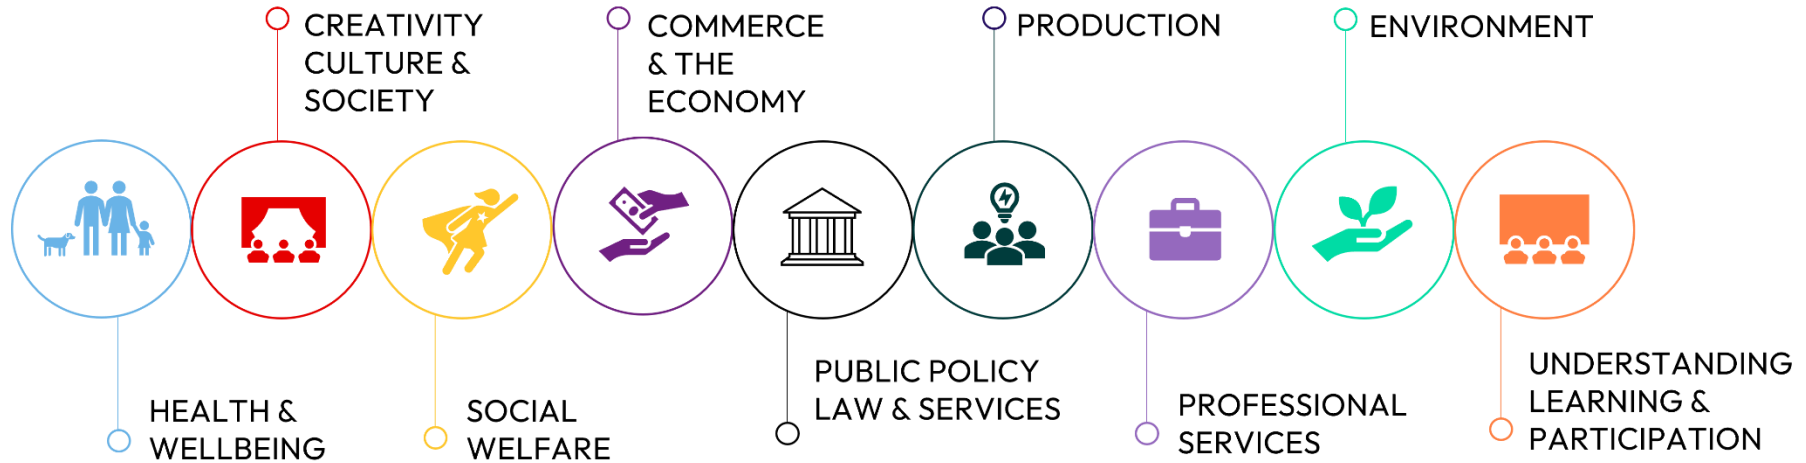 CREATIVITY
CULTURE &
SOCIETY
COMMERCE
& THE
ECONOMY
PRODUCTION
ENVIRONMENT
HEALTH &
WELLBEING
SOCIAL
WELFARE
PUBLIC POLICY
LAW & SERVICES
PROFESSIONAL
SERVICES
UNDERSTANDING
LEARNING &
PARTICIPATION